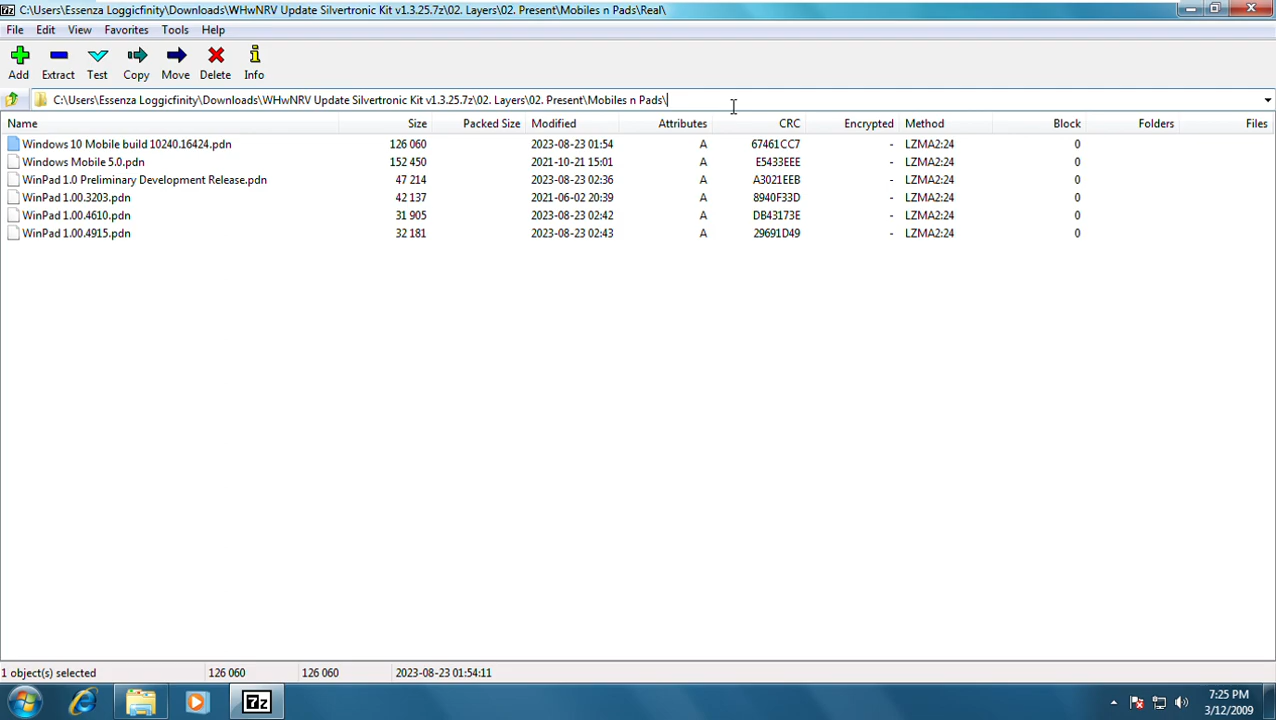 C:\Users\Essenza Loggicfinity\Downloads\WHwNRV Update Silvertronic Kit v1.3.25.7z\02. Layers\02. Present\Mobiles n Pads\Real\
File Edit View Favorites Tools Help
Add Extract Test Copy Move Delete Info
C:\Users\Essenza Loggicfinity\Downloads\WHwNRV Update Silvertronic Kit v1.3.25.7z\02. Layers\02. Present\Mobiles n Pads\
Name Size Packed Size Modified Attributes CRC Encrypted Method Block Folders Files
Windows 10 Mobile build 10240.16424.pdn 126 060 2023-08-23 01:54 A 67461CC7 - LZMA2:24 0
Windows Mobile 5.0.pdn 152 450 2021-10-21 15:01 A E5433EEE - LZMA2:24 0
WinPad 1.0 Preliminary Development Release.pdn 47 214 2023-08-23 02:36 A A3021EEB - LZMA2:24 0
WinPad 1.00.3203.pdn 42 137 2021-06-02 20:39 A 8940F33D - LZMA2:24 0
WinPad 1.00.4610.pdn 31 905 2023-08-23 02:42 A DB43173E - LZMA2:24 0
WinPad 1.00.4915.pdn 32 181 2023-08-23 02:43 A 29691D49 - LZMA2:24 0
1 object(s) selected 126 060 126 060 2023-08-23 01:54:11
7z
7:25 PM
3/12/2009